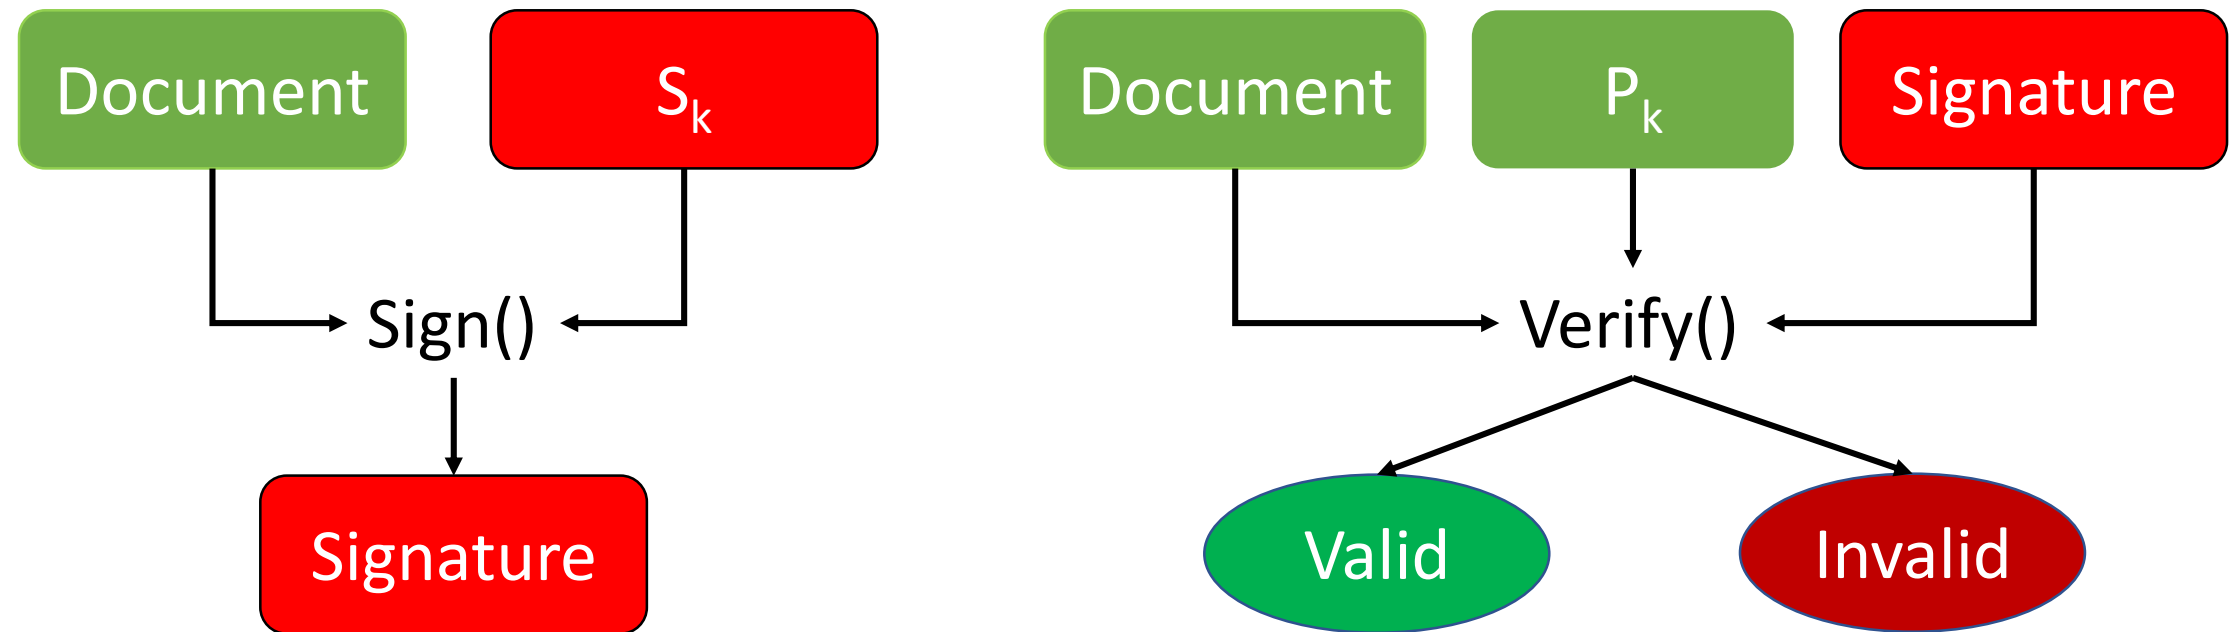 Document
Sₖ
Document
Pₖ
Signature
Sign()
Verify()
Signature
Valid
Invalid